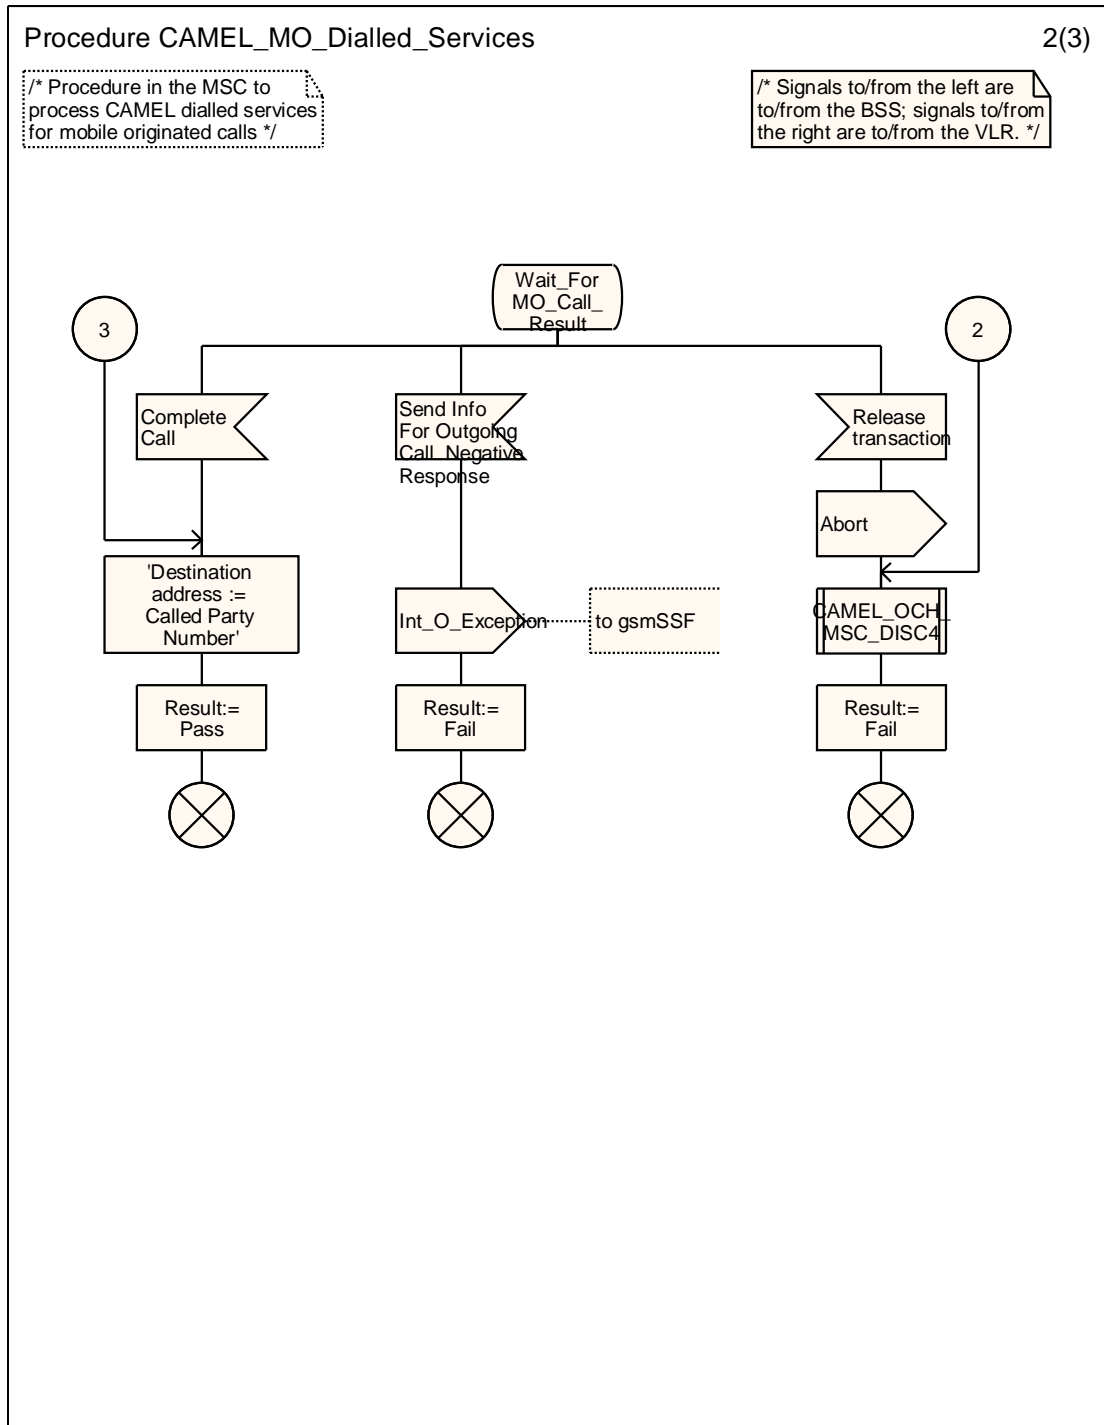 Procedure CAMEL_MO_Dialled_Services
2(3)
/* Procedure in the MSC to
process CAMEL dialled services
for mobile originated calls */
/* Signals to/from the left are
to/from the BSS; signals to/from
the right are to/from the VLR. */
Wait_For
MO_Call_
Result
3
2
Complete
Call
Send Info
For Outgoing
Call_Negative
Response
Release
transaction
Abort
'Destination
address :=
Called Party
Number'
Int_O_Exception
to gsmSSF
CAMEL_OCH_
MSC_DISC4
Result:=
Pass
Result:=
Fail
Result:=
Fail